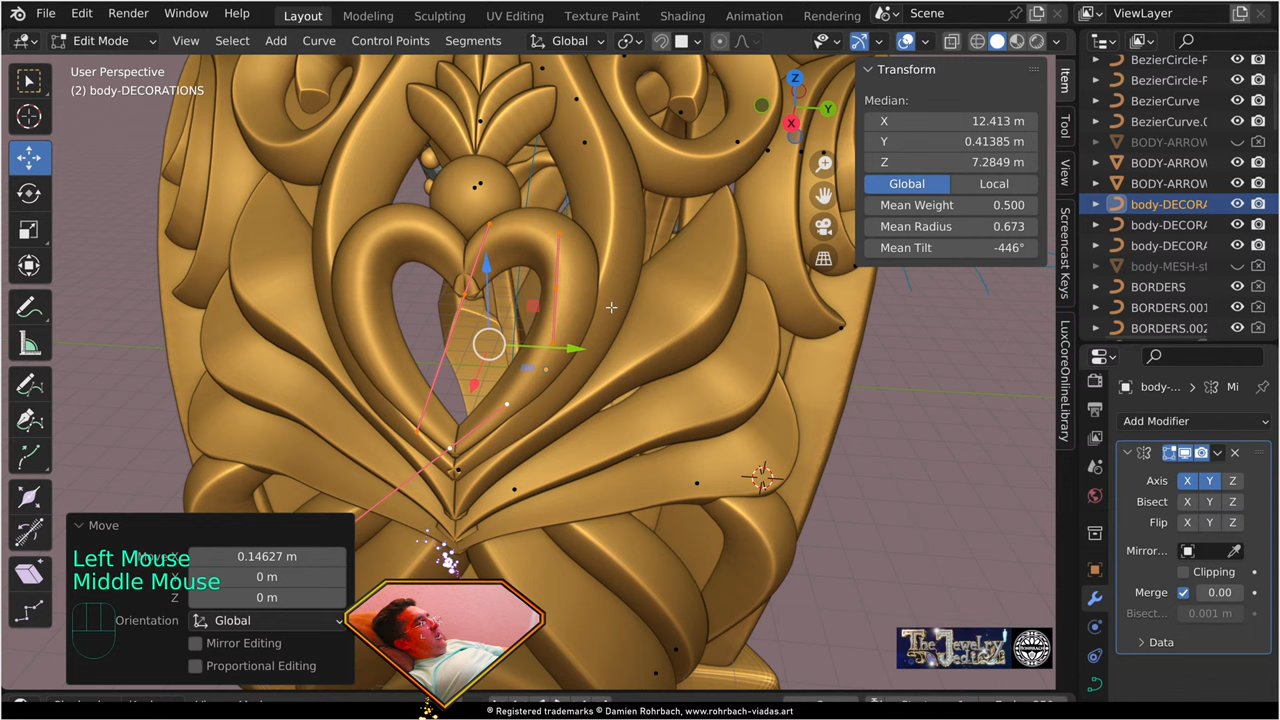 File Edit Render Window Help Layout Modeling Sculpting UV Editing Texture Paint Shading Animation Rendering Scene ViewLayer
Edit Mode View Select Add Curve Control Points Segments Global
User Perspective
(2) body-DECORATIONS
Transform
Median:
X 12.413 m
Y 0.41385 m
Z 7.2849 m
Global Local
Mean Weight 0.500
Mean Radius 0.673
Mean Tilt -446°
Z
Y
X
Item
Tool
View
Screencast Keys
LuxCoreOnlineLibrary
BezierCircle-F
BezierCircle-F
BezierCurve
BezierCurve.0
BODY-ARROW
BODY-ARROW
BODY-ARROW
body-DECORA
body-DECORA
body-DECORA
body-MESH-st
BORDERS
BORDERS.001
BORDERS.002
body-... Mi
Add Modifier
Axis X Y Z
Bisect X Y Z
Flip X Y Z
Mirror...
Clipping
Merge 0.00
Bisect... 0.001 m
Data
Move
0.14627 m
0 m
Z 0 m
Orientation Global
Mirror Editing
Proportional Editing
Left Mouse
Middle Mouse
The Jewelry Jedi
ROHRBACH
® Registered trademarks © Damien Rohrbach, www.rohrbach-viadas.art